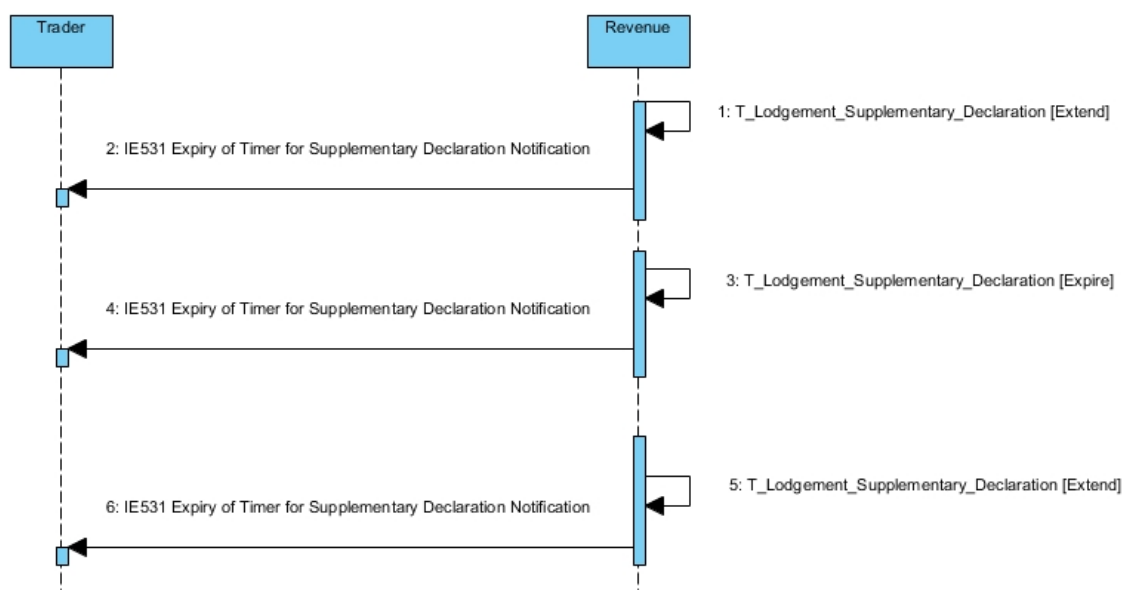 Trader
Revenue
1: T_Lodgement_Supplementary_Declaration [Extend]
2: IE531 Expiry of Timer for Supplementary Declaration Notification
3: T_Lodgement_Supplementary_Declaration [Expire]
4: IE531 Expiry of Timer for Supplementary Declaration Notification
5: T_Lodgement_Supplementary_Declaration [Extend]
6: IE531 Expiry of Timer for Supplementary Declaration Notification